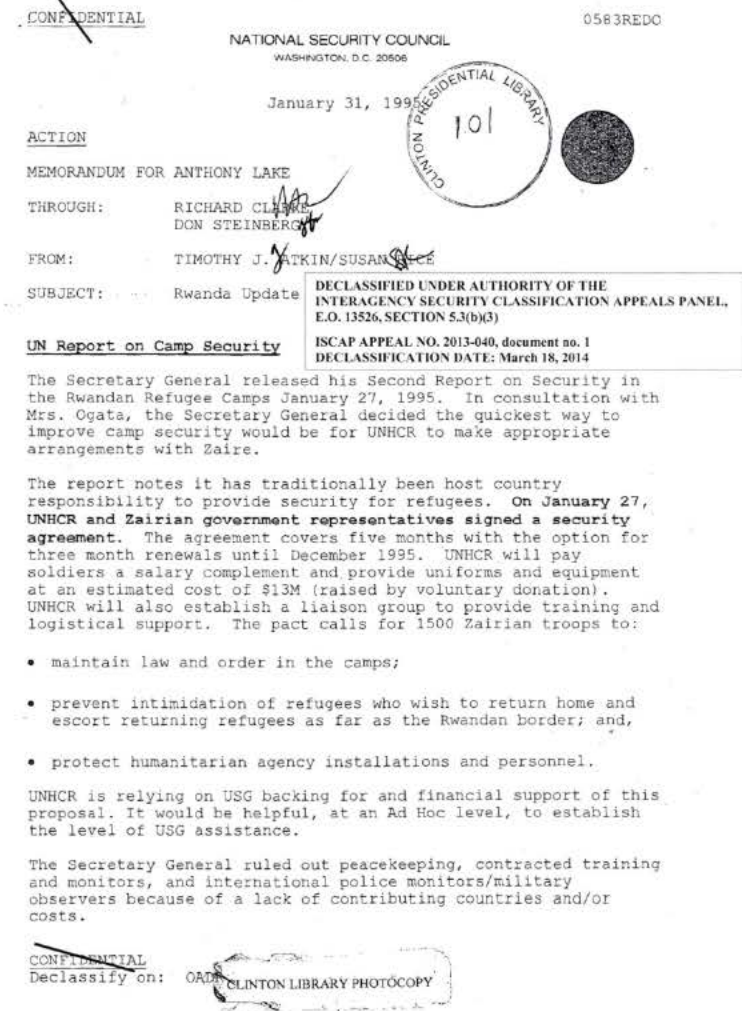 CONFIDENTIAL
0583REDO
NATIONAL SECURITY COUNCIL
WASHINGTON, D.C. 20506
January 31, 1995
CLINTON PRESIDENTIAL LIBRARY
101
ACTION
MEMORANDUM FOR ANTHONY LAKE
THROUGH: RICHARD CLARKE
DON STEINBERG
FROM: TIMOTHY J. ATKIN/SUSAN RICE
SUBJECT: Rwanda Update
DECLASSIFIED UNDER AUTHORITY OF THE
INTERAGENCY SECURITY CLASSIFICATION APPEALS PANEL,
E.O. 13526, SECTION 5.3(b)(3)
ISCAP APPEAL NO. 2013-040, document no. 1
DECLASSIFICATION DATE: March 18, 2014
UN Report on Camp Security
The Secretary General released his Second Report on Security in
the Rwandan Refugee Camps January 27, 1995. In consultation with
Mrs. Ogata, the Secretary General decided the quickest way to
improve camp security would be for UNHCR to make appropriate
arrangements with Zaire.
The report notes it has traditionally been host country
responsibility to provide security for refugees. On January 27,
UNHCR and Zairian government representatives signed a security
agreement. The agreement covers five months with the option for
three month renewals until December 1995. UNHCR will pay
soldiers a salary complement and provide uniforms and equipment
at an estimated cost of $13M (raised by voluntary donation).
UNHCR will also establish a liaison group to provide training and
logistical support. The pact calls for 1500 Zairian troops to:
• maintain law and order in the camps;
• prevent intimidation of refugees who wish to return home and
escort returning refugees as far as the Rwandan border; and,
• protect humanitarian agency installations and personnel.
UNHCR is relying on USG backing for and financial support of this
proposal. It would be helpful, at an Ad Hoc level, to establish
the level of USG assistance.
The Secretary General ruled out peacekeeping, contracted training
and monitors, and international police monitors/military
observers because of a lack of contributing countries and/or
costs.
CONFIDENTIAL
Declassify on: OADR
CLINTON LIBRARY PHOTOCOPY